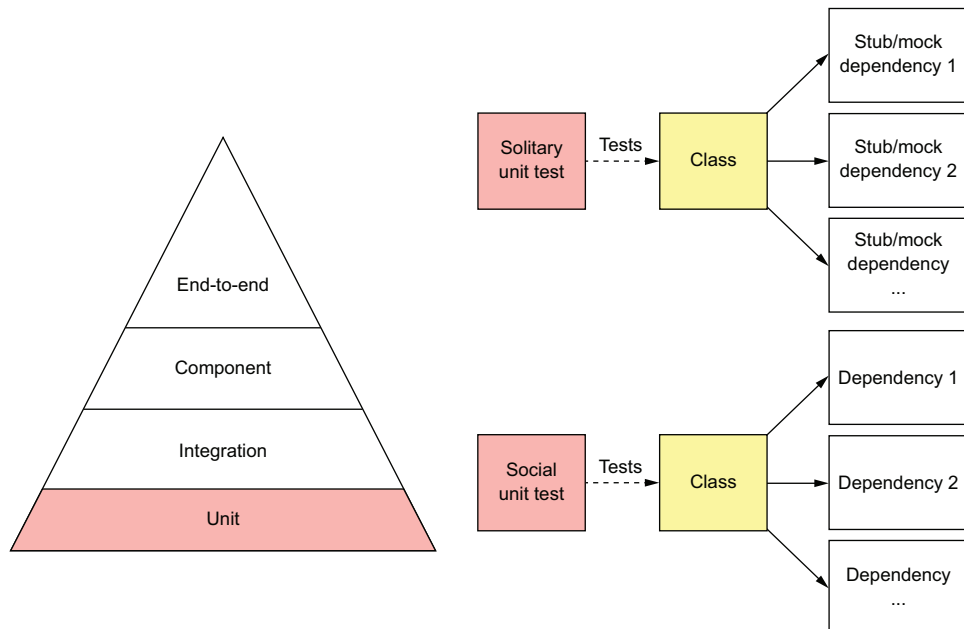 End-to-end
Component
Integration
Unit
Solitary
unit test
Tests
Class
Stub/mock
dependency 1
Stub/mock
dependency 2
Stub/mock
dependency
...
Social
unit test
Tests
Class
Dependency 1
Dependency 2
Dependency
...